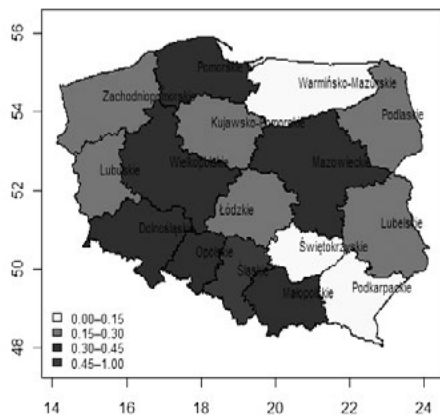 56
54
52
50
48
Pomorskie
Warmińsko-Mazurskie
Zachodniopomorskie
Podlaskie
Kujawsko-Pomorskie
Lubuskie
Wielkopolskie
Mazowieckie
Łódzkie
Lubelskie
Dolnośląskie
Opolskie
Śląskie
Świętokrzyskie
Małopolskie
Podkarpackie
0.00–0.15
0.15–0.30
0.30–0.45
0.45–1.00
14 16 18 20 22 24